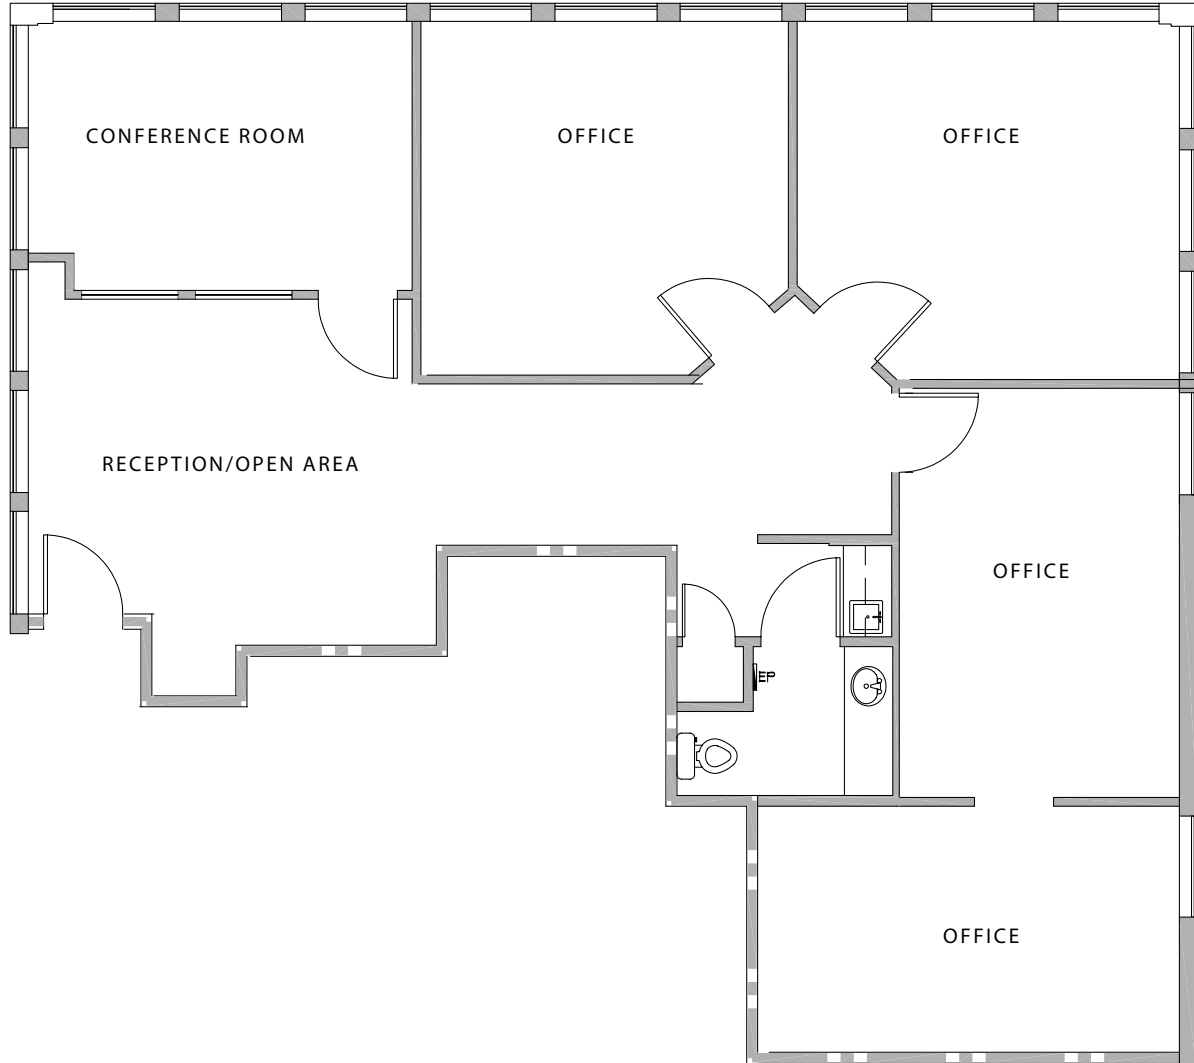 CONFERENCE ROOM
OFFICE
OFFICE
RECEPTION/OPEN AREA
OFFICE
EP
OFFICE